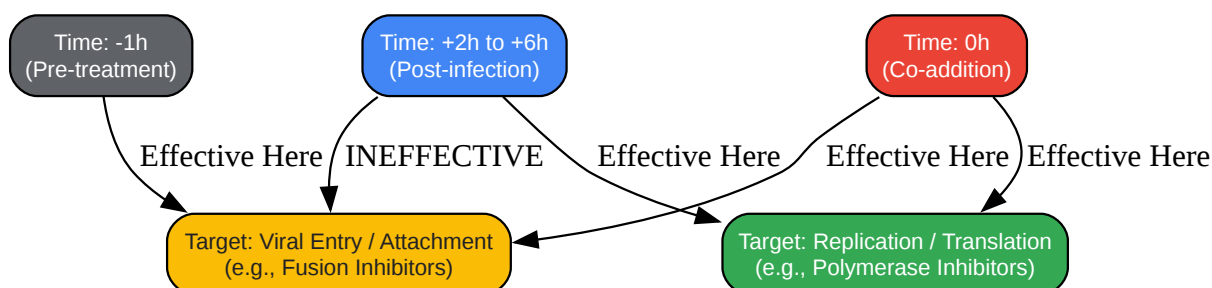 Time: -1h
(Pre-treatment)
Time: +2h to +6h
(Post-infection)
Time: 0h
(Co-addition)
Effective Here
INEFFECTIVE
Effective Here
Effective Here
Effective Here
Target: Viral Entry / Attachment
(e.g., Fusion Inhibitors)
Target: Replication / Translation
(e.g., Polymerase Inhibitors)